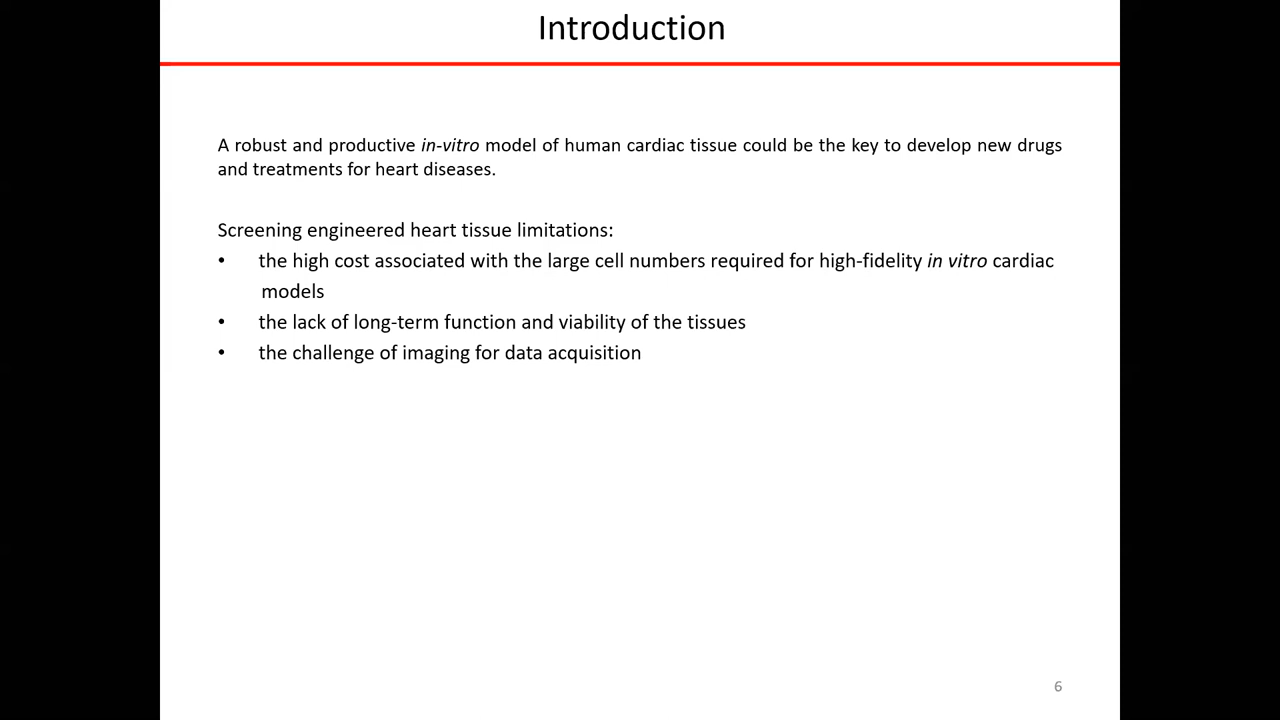 Introduction
A robust and productive in-vitro model of human cardiac tissue could be the key to develop new drugs
and treatments for heart diseases.
Screening engineered heart tissue limitations:
• the high cost associated with the large cell numbers required for high-fidelity in vitro cardiac
models
• the lack of long-term function and viability of the tissues
• the challenge of imaging for data acquisition
6